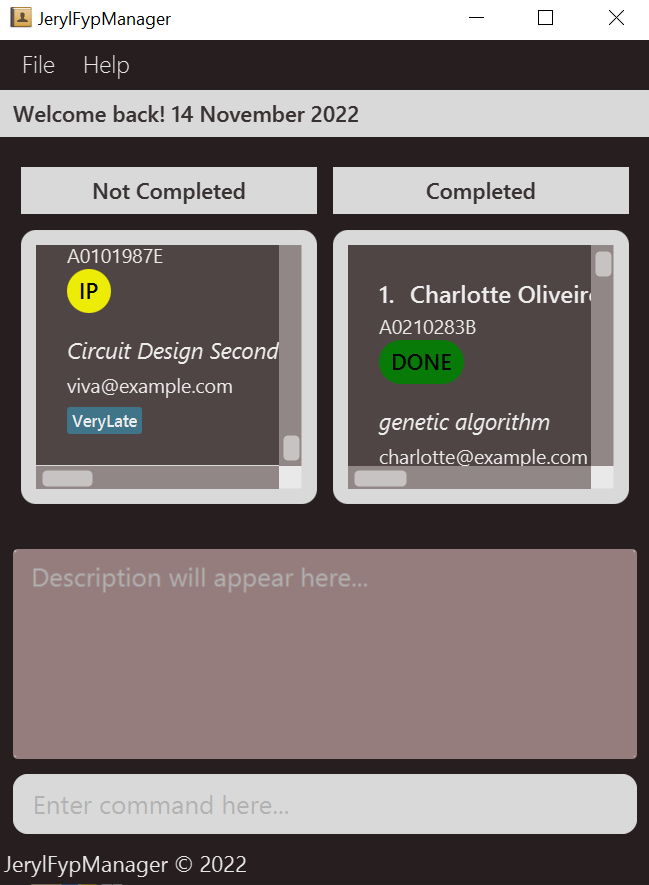 JerylFypManager
File Help
Welcome back! 14 November 2022
Not Completed
A0101987E
IP
Circuit Design Second
viva@example.com
VeryLate
Completed
1. Charlotte Oliveir
A0210283B
DONE
genetic algorithm
charlotte@example.com
Description will appear here...
Enter command here...
JerylFypManager © 2022